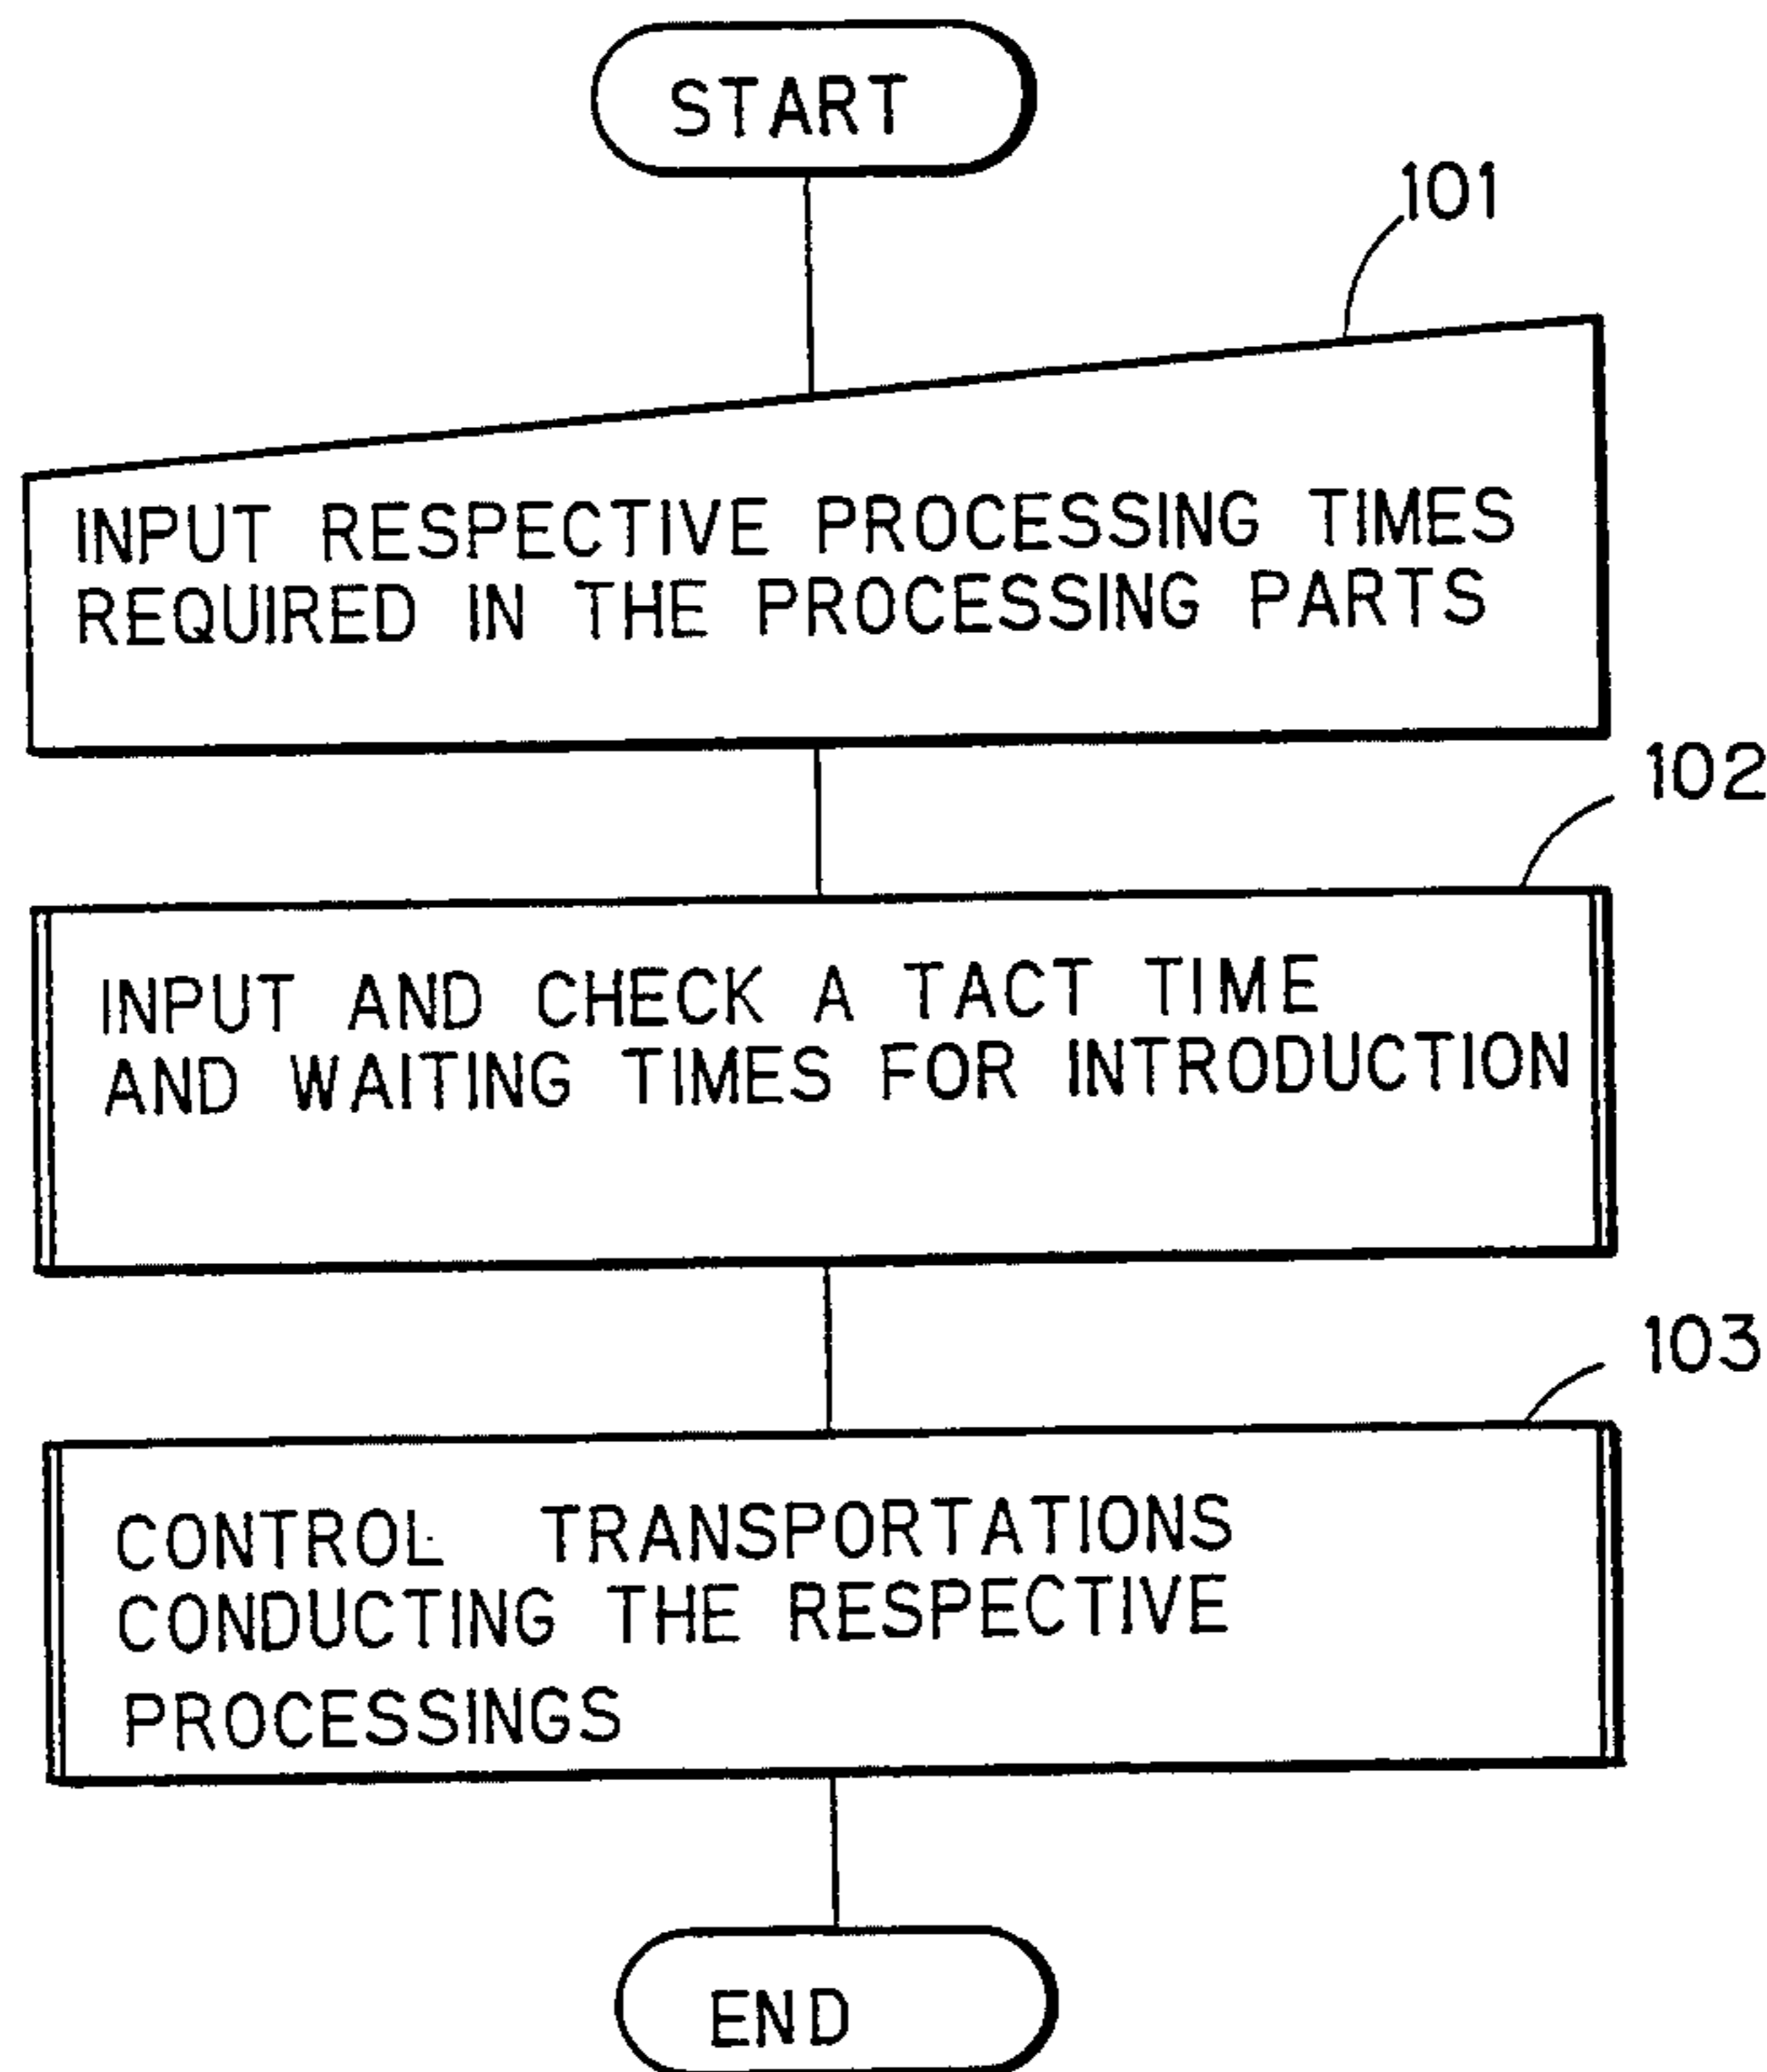 START
101
INPUT RESPECTIVE PROCESSING TIMES
REQUIRED IN THE PROCESSING PARTS
102
INPUT AND CHECK A TACT TIME
AND WAITING TIMES FOR INTRODUCTION
103
CONTROL TRANSPORTATIONS
CONDUCTING THE RESPECTIVE
PROCESSINGS
END